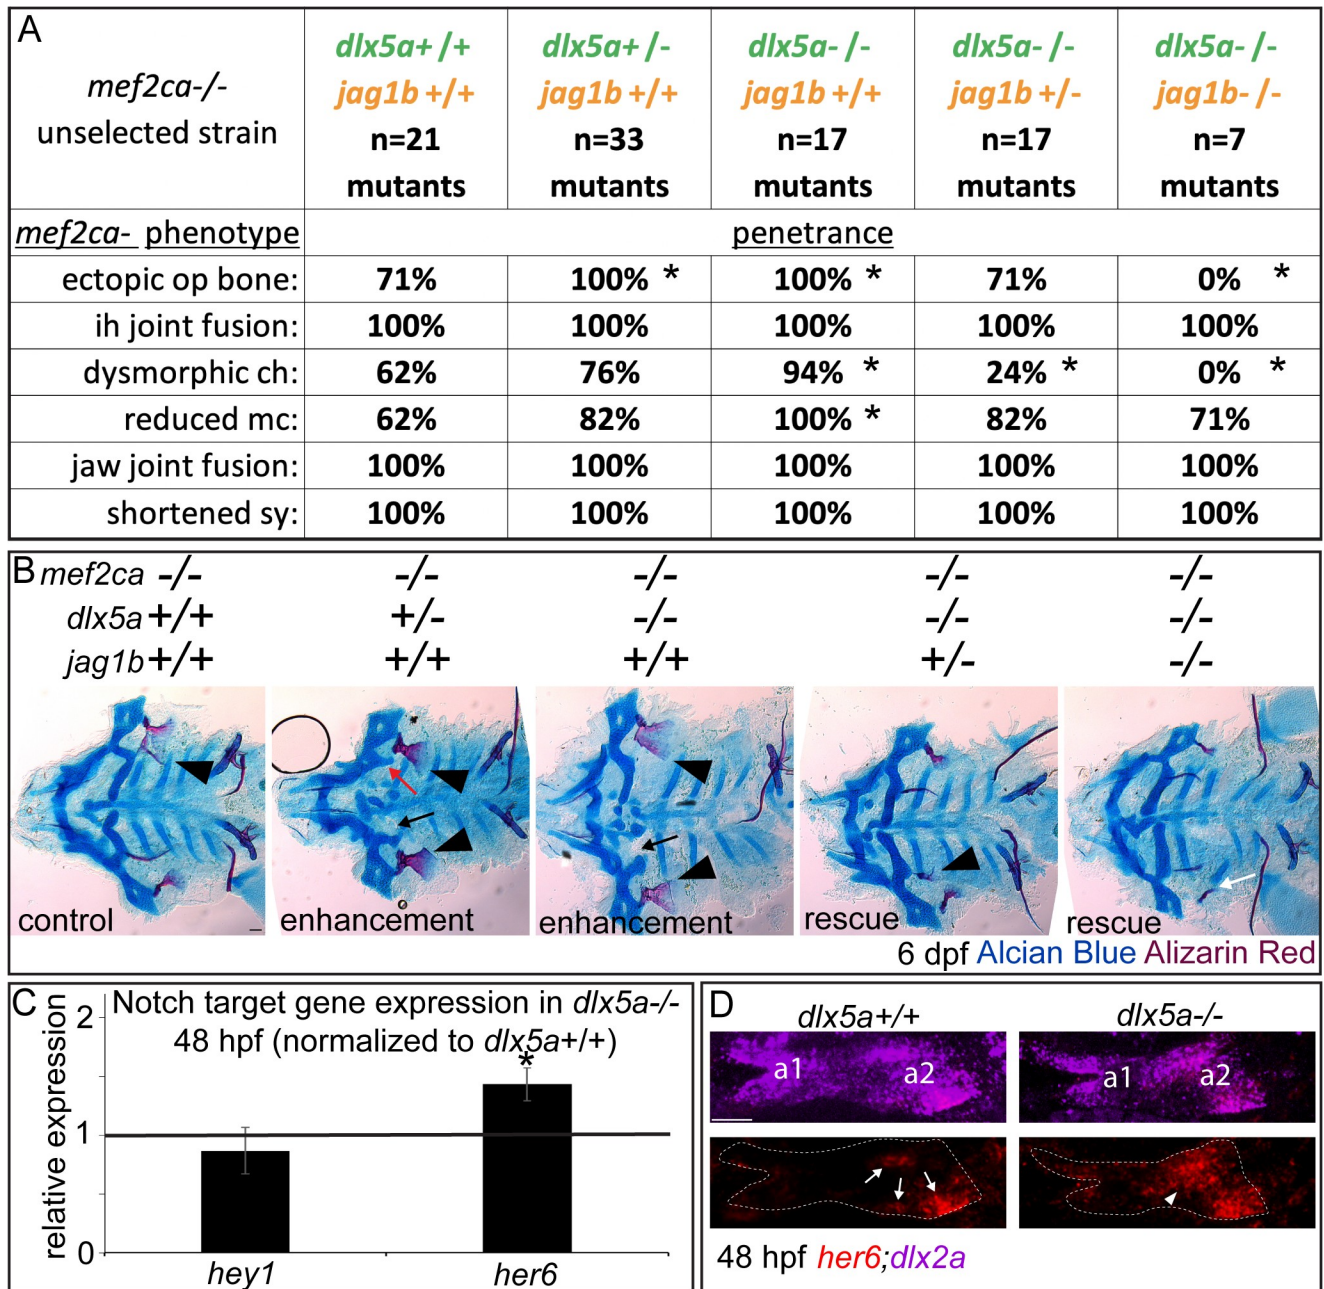 A
mef2ca-/-
unselected strain
dlx5a+/+
jag1b +/+
n=21
mutants
dlx5a+/-
jag1b +/+
n=33
mutants
dlx5a-/-
jag1b +/+
n=17
mutants
dlx5a-/-
jag1b +/-
n=17
mutants
dlx5a-/-
jag1b-/-
n=7
mutants
mef2ca- phenotype penetrance
ectopic op bone: 71% 100% * 100% * 71% 0% *
ih joint fusion: 100% 100% 100% 100% 100%
dysmorphic ch: 62% 76% 94% * 24% * 0% *
reduced mc: 62% 82% 100% * 82% 71%
jaw joint fusion: 100% 100% 100% 100% 100%
shortened sy: 100% 100% 100% 100% 100%
B
mef2ca -/- -/- -/- -/- -/-
dlx5a +/+ +/- -/- -/- -/-
jag1b +/+ +/+ +/+ +/- -/-
control enhancement enhancement rescue rescue
6 dpf Alcian Blue Alizarin Red
C
Notch target gene expression in dlx5a-/-
48 hpf (normalized to dlx5a+/+)
relative expression
2
1
0
*
hey1 her6
D
dlx5a+/+ dlx5a-/-
a1 a2 a1 a2
48 hpf her6;dlx2a